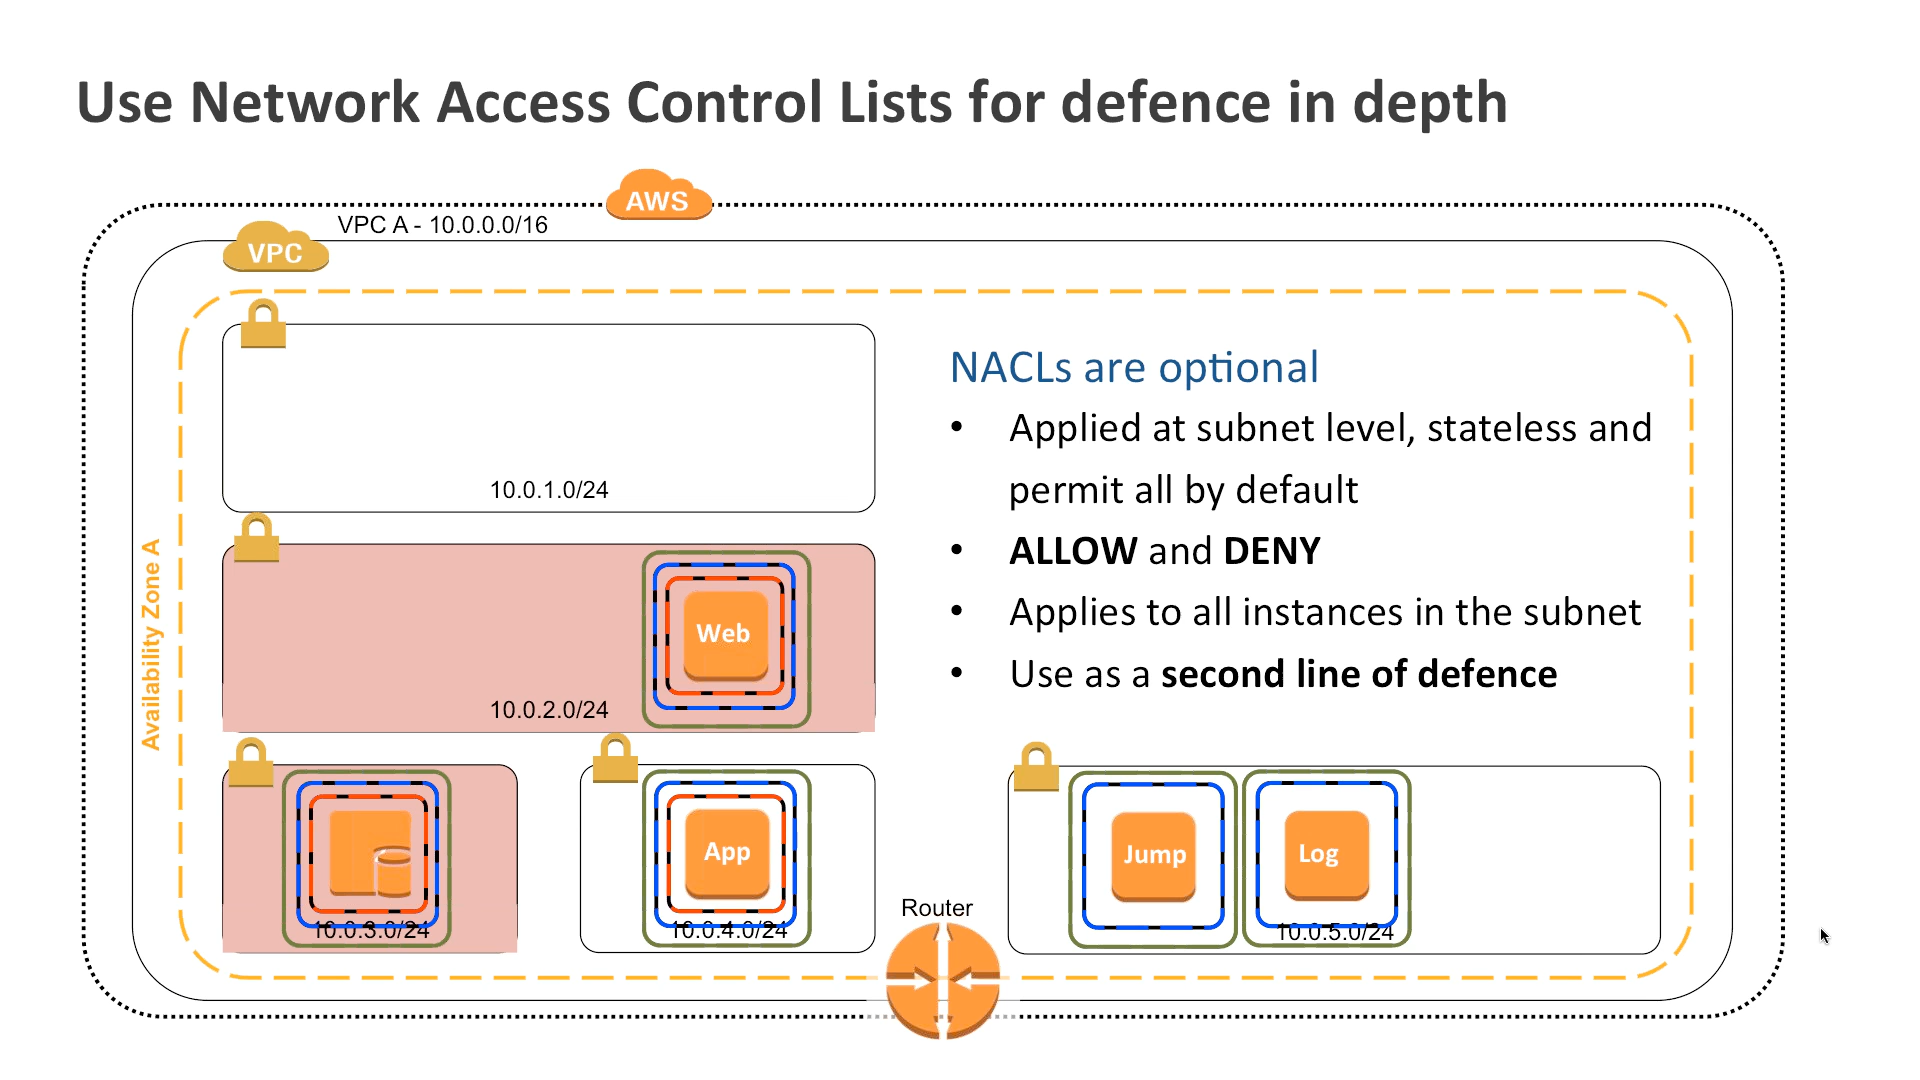 Use Network Access Control Lists for defence in depth
AWS
VPC A - 10.0.0.0/16
VPC
Availability Zone A
10.0.1.0/24
NACLs are optional
• Applied at subnet level, stateless and
permit all by default
• ALLOW and DENY
• Applies to all instances in the subnet
• Use as a second line of defence
Web
10.0.2.0/24
10.0.3.0/24
App
10.0.4.0/24
Router
Jump
Log
10.0.5.0/24